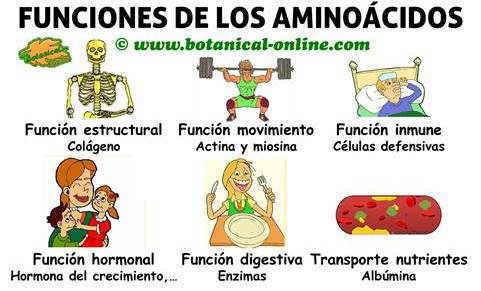 FUNCIONES DE LOS AMINOÁCIDOS
© www.botanical-online.com
Botanical
Función estructural
Colágeno
Función movimiento
Actina y miosina
Función inmune
Células defensivas
Función hormonal
Hormona del crecimiento,...
Función digestiva
Enzimas
Transporte nutrientes
Albúmina